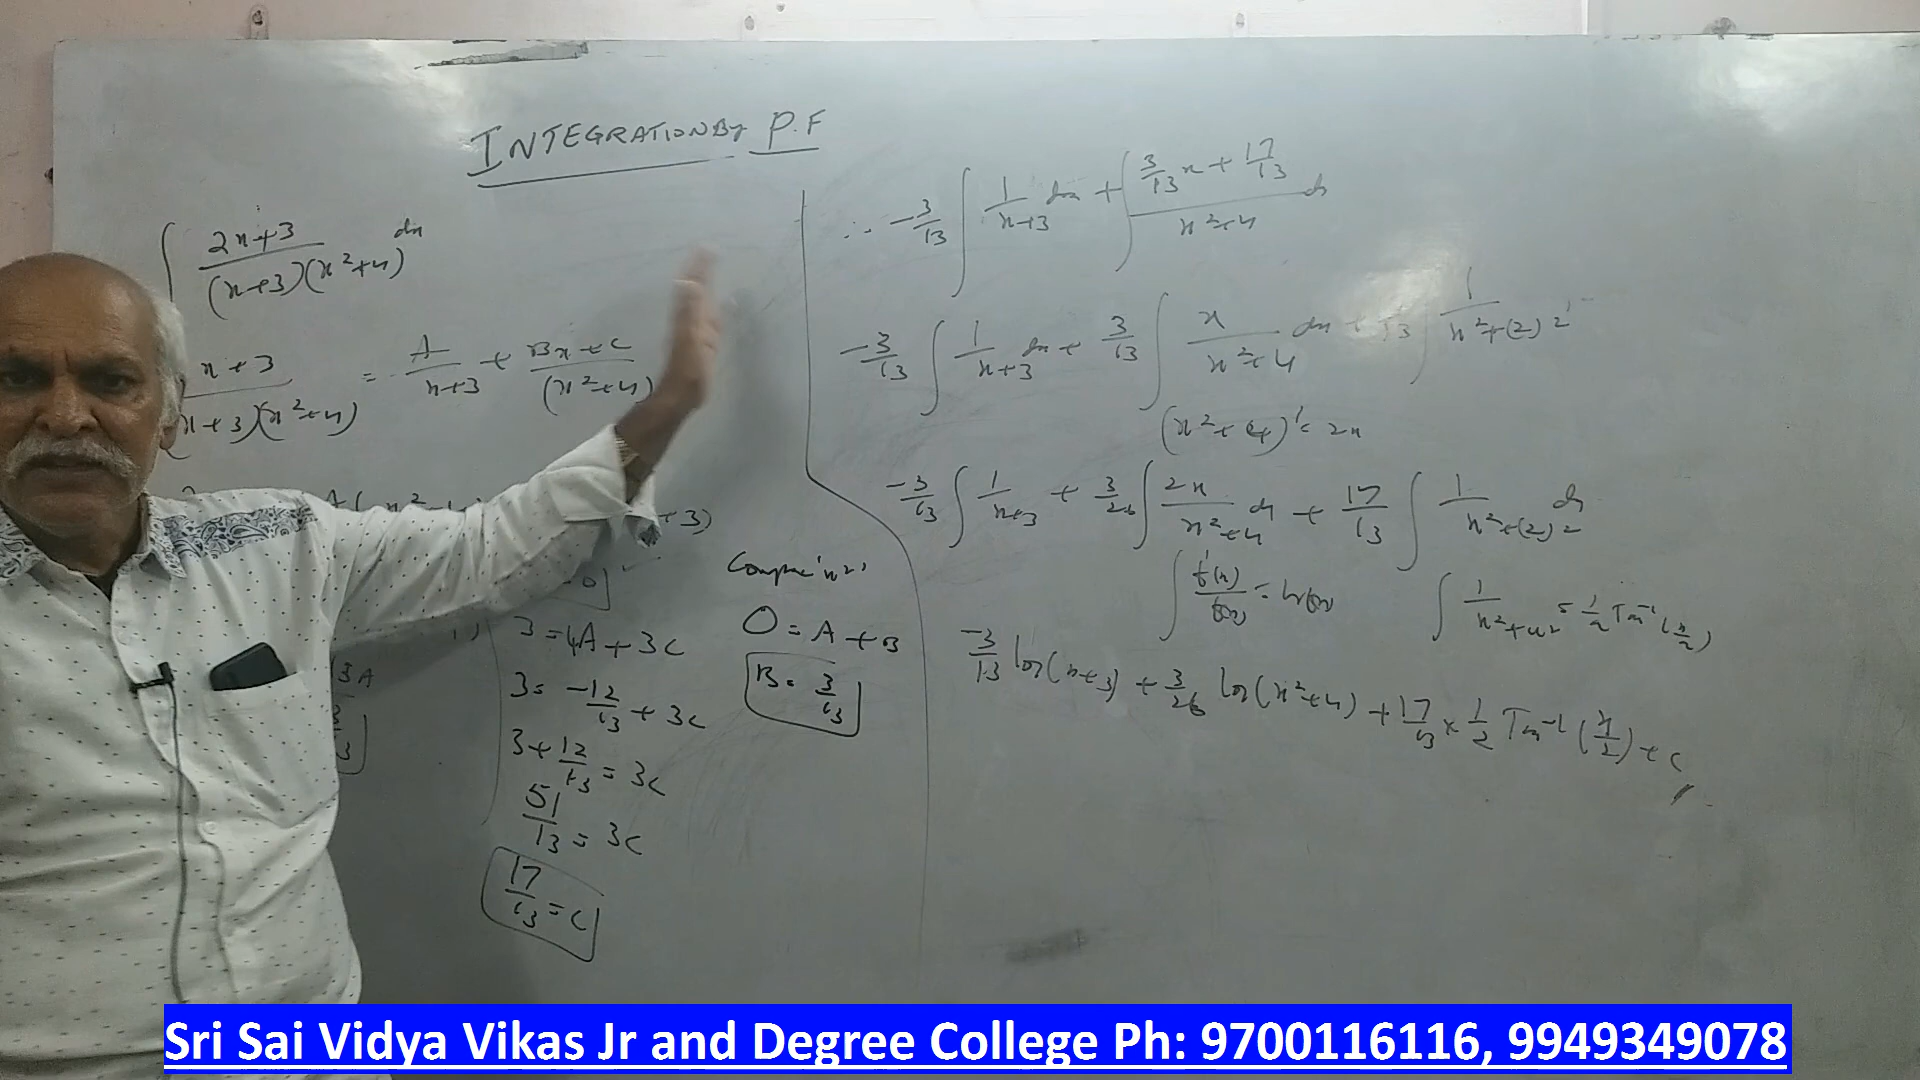 INTEGRATION By P.F
∫ 2x+3 / (x+3)(x²+4) dx
x+3 / (x+3)(x²+4) = A / x+3 + Bx+C / (x²+4)
+3)
3 = 4A + 3C
3 = -12/13 + 3C
3 + 12/13 = 3C
51/13 = 3C
17/13 = C
Compare 'x²'
0 = A + B
B = 3/13
∴ -3/13 ∫ 1/x+3 dx + ∫ 3/13 x + 17/13 / x²+4 dx
-3/13 ∫ 1/x+3 dx + 3/13 ∫ x/x²+4 dx + 13 ∫ 1/x²+(2)²
(x²+4)' = 2x
-3/13 ∫ 1/x+3 + 3/26 ∫ 2x/x²+4 dx + 17/13 ∫ 1/x²+(2)² dx
∫ f'(x)/f(x) = log f(x)
∫ 1/x²+a² = 1/a Tan⁻¹(x/a)
-3/13 log(x+3) + 3/26 log(x²+4) + 17/13 × 1/2 Tan⁻¹(x/2) + C
Sri Sai Vidya Vikas Jr and Degree College Ph: 9700116116, 9949349078